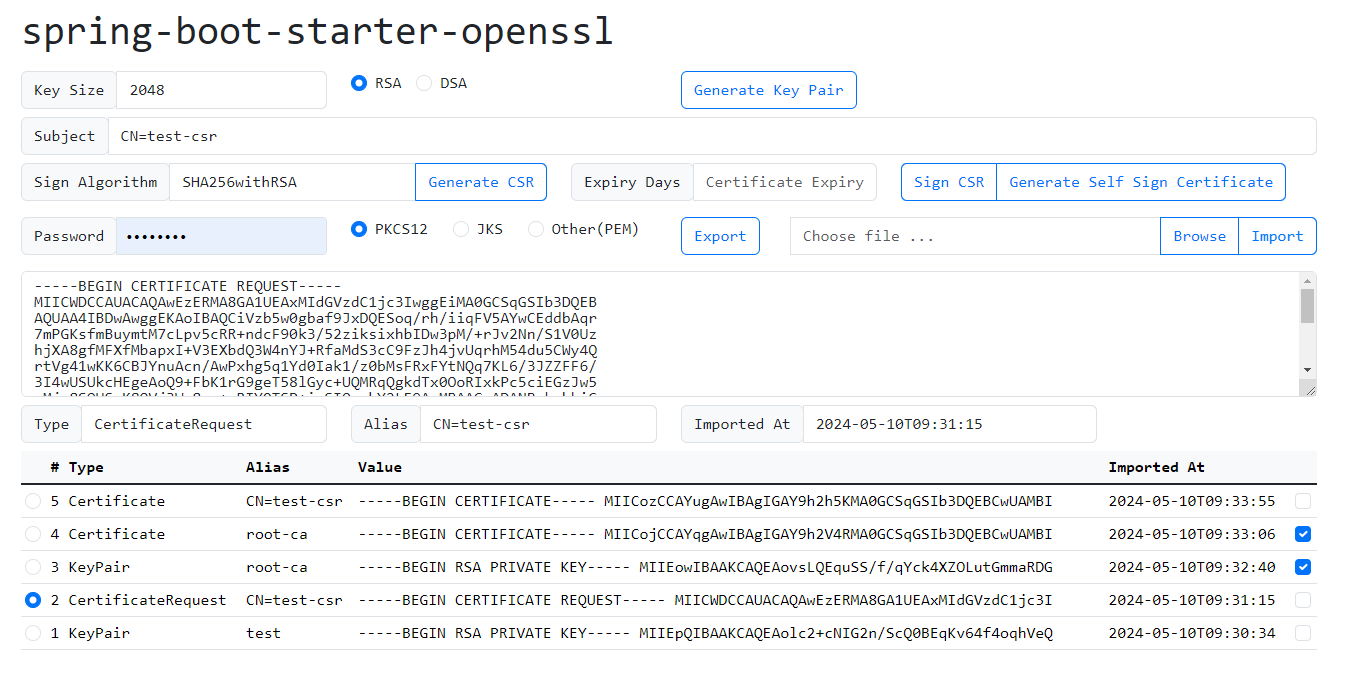 spring-boot-starter-openssl
Key Size 2048 RSA DSA Generate Key Pair
Subject CN=test-csr
Sign Algorithm SHA256withRSA Generate CSR Expiry Days Certificate Expiry Sign CSR Generate Self Sign Certificate
Password •••••••• PKCS12 JKS Other(PEM) Export Choose file ... Browse Import
-----BEGIN CERTIFICATE REQUEST-----
MIICWDCCAUACAQAwEzERMA8GA1UEAxMIdGVzdC1jc3IwggEiMA0GCSqGSIb3DQEB
AQUAA4IBDwAwggEKAoIBAQCiVzb5w0gbaf9JxDQESoq/rh/iiqFV5AYwCEddbAqr
7mPGKsfmBuymtM7cLpv5cRR+ndcF90k3/52ziksixhbIDw3pM/+rJv2Nn/S1V0Uz
hjXA8gfMFXfMbapxI+V3EXbdQ3W4nYJ+RfaMdS3cC9FzJh4jvUqrhM54du5CWy4Q
rtVg41wKK6CBJYnuAcn/AwPxhg5q1Yd0Iak1/z0bMsFRxFYtNQq7KL6/3JZZFF6/
3I4wUSUkcHEgeAoQ9+FbK1rG9geT58lGyc+UQMRqQgkdTx0OoRIxkPc5ciEGzJw5
Type CertificateRequest Alias CN=test-csr Imported At 2024-05-10T09:31:15
# Type Alias Value Imported At
5 Certificate CN=test-csr -----BEGIN CERTIFICATE----- MIICozCCAYugAwIBAgIGAY9h2h5KMA0GCSqGSIb3DQEBCwUAMBI 2024-05-10T09:33:55
4 Certificate root-ca -----BEGIN CERTIFICATE----- MIICojCCAYqgAwIBAgIGAY9h2V4RMA0GCSqGSIb3DQEBCwUAMBI 2024-05-10T09:33:06
3 KeyPair root-ca -----BEGIN RSA PRIVATE KEY----- MIIEowIBAAKCAQEAovsLQEquSS/f/qYck4XZOLutGmmaRDG 2024-05-10T09:32:40
2 CertificateRequest CN=test-csr -----BEGIN CERTIFICATE REQUEST----- MIICWDCCAUACAQAwEzERMA8GA1UEAxMIdGVzdC1jc3I 2024-05-10T09:31:15
1 KeyPair test -----BEGIN RSA PRIVATE KEY----- MIIEpQIBAAKCAQEAolc2+cNIG2n/ScQ0BEqKv64f4oqhVeQ 2024-05-10T09:30:34